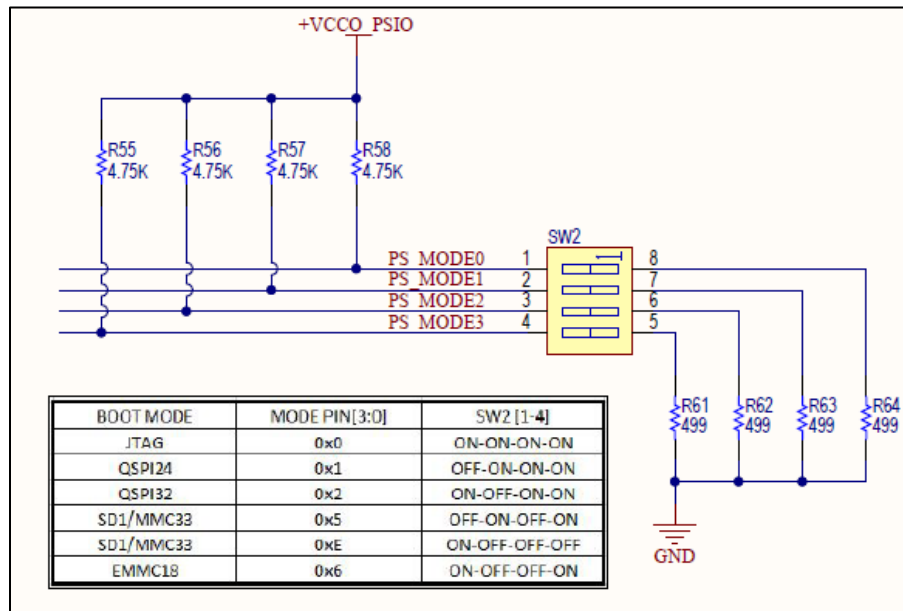 +VCCO_PSIO
R55 R56 R57 R58
4.75K 4.75K 4.75K 4.75K
SW2
PS_MODE0 1 8
PS_MODE1 2 7
PS_MODE2 3 6
PS_MODE3 4 5
1
R61 R62 R63 R64
499 499 499 499
GND
BOOT MODE MODE PIN[3:0] SW2 [1-4]
JTAG 0x0 ON-ON-ON-ON
QSPI24 0x1 OFF-ON-ON-ON
QSPI32 0x2 ON-OFF-ON-ON
SD1/MMC33 0x5 OFF-ON-OFF-ON
SD1/MMC33 0xE ON-OFF-OFF-OFF
EMMC18 0x6 ON-OFF-OFF-ON